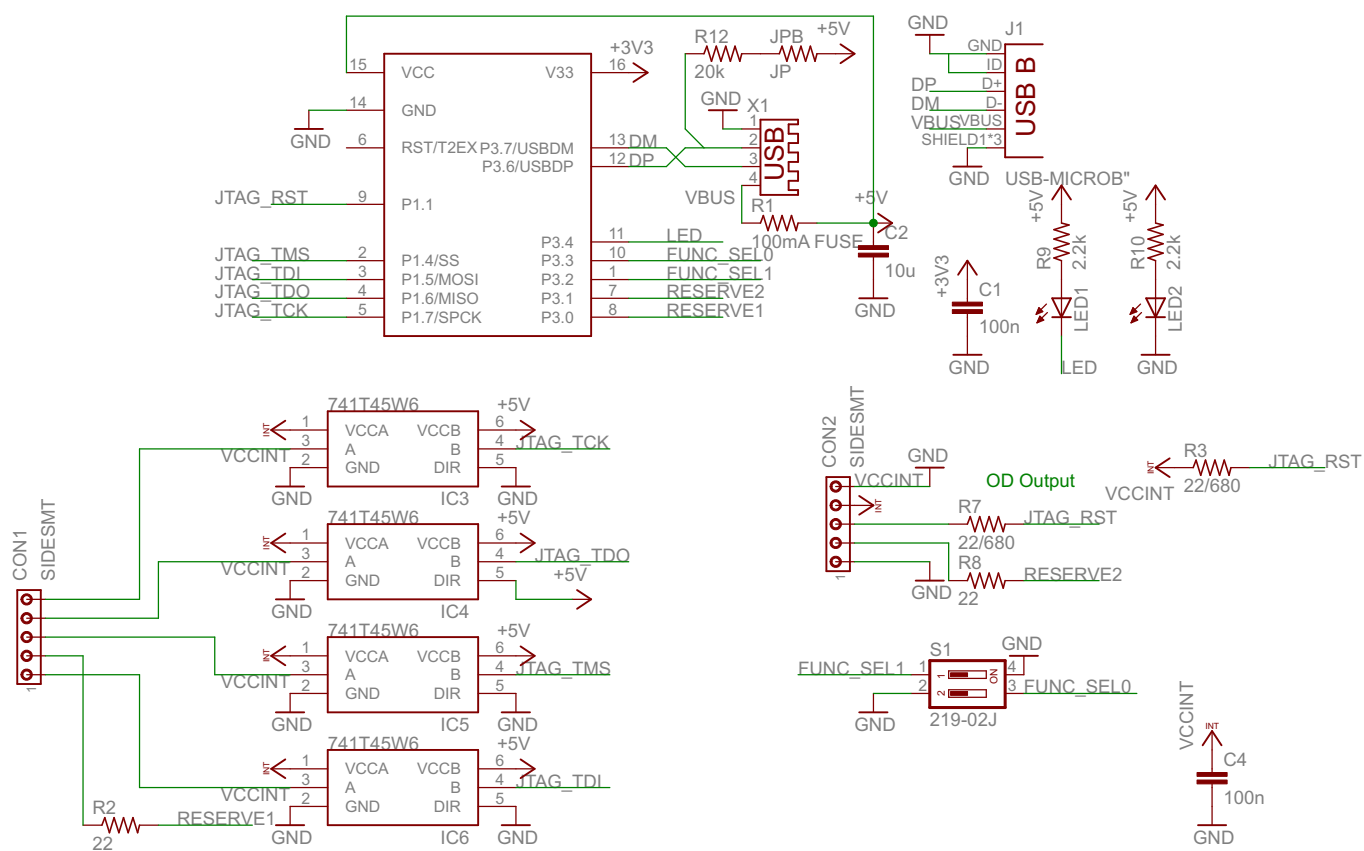 R12
20k
JPB
JP
+5V
GND
J1
GND
ID
DP
D+
DM
D-
VBUS
VBUS
SHIELD1*3
USB B
GND
USB-MICROB"
+3V3
15
VCC
V33
16
14
GND
GND
6
RST/T2EX
P3.7/USBDM
13
DM
P3.6/USBDP
12
DP
JTAG_RST
9
P1.1
P3.4
11
LED
JTAG_TMS
2
P1.4/SS
P3.3
10
FUNC_SEL0
JTAG_TDI
3
P1.5/MOSI
P3.2
1
FUNC_SEL1
JTAG_TDO
4
P1.6/MISO
P3.1
7
RESERVE2
JTAG_TCK
5
P1.7/SPCK
P3.0
8
RESERVE1
GND
X1
1
2
3
4
USB
VBUS
R1
100mA FUSE
+5V
C2
10u
GND
+3V3
C1
100n
GND
+5V
R9
2.2k
LED1
LED
+5V
R10
2.2k
LED2
GND
741T45W6
+5V
INT
1
VCCA
VCCB
6
VCCINT
3
A
B
4
JTAG_TCK
2
GND
DIR
5
GND
IC3
GND
741T45W6
+5V
INT
1
VCCA
VCCB
6
VCCINT
3
A
B
4
JTAG_TDO
2
GND
DIR
5
+5V
GND
IC4
741T45W6
+5V
INT
1
VCCA
VCCB
6
VCCINT
3
A
B
4
JTAG_TMS
2
GND
DIR
5
GND
IC5
GND
741T45W6
+5V
INT
1
VCCA
VCCB
6
VCCINT
3
A
B
4
JTAG_TDI
2
GND
DIR
5
GND
IC6
GND
CON1
SIDESMT
1
R2
22
RESERVE1
CON2
SIDESMT
1
GND
VCCINT
INT
OD Output
R7
22/680
JTAG_RST
R8
22
RESERVE2
GND
INT
VCCINT
R3
22/680
JTAG_RST
S1
GND
FUNC_SEL1
1
4
2
3
1
2
ON
FUNC_SEL0
GND
219-02J
VCCINT
INT
C4
100n
GND